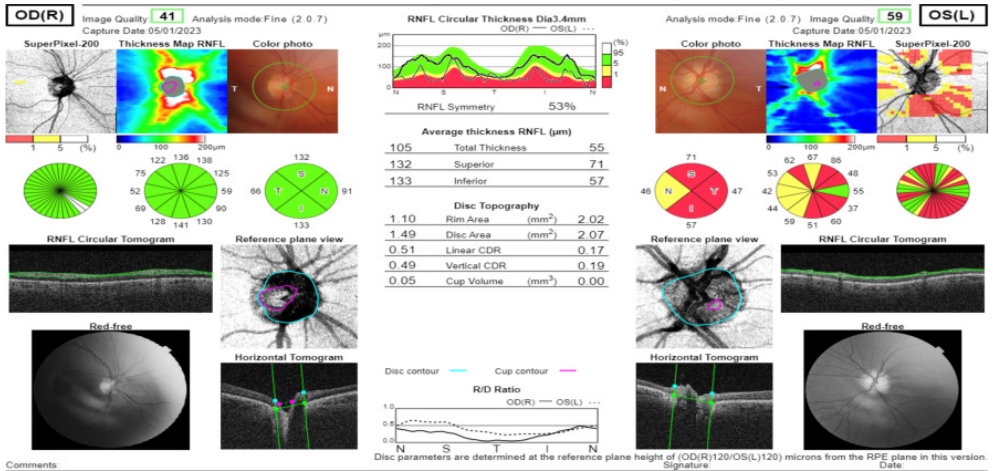 OD(R) Image Quality: 41 Analysis mode:Fine (2.0.7)
Capture Date:05/01/2023
SuperPixel-200 Thickness Map RNFL Color photo
T N
1 5 (%) 0 100 200μm
122 136 138 125 59 90 130 141 128 69 52 75
132 91 133 66
S T N I
RNFL Circular Tomogram Reference plane view
Red-free Horizontal Tomogram
RNFL Circular Thickness Dia3.4mm
OD(R) — OS(L) ---
μm
200
100
0
N S T I N
(%)
95
5
1
RNFL Symmetry 53%
Average thickness RNFL (μm)
105 Total Thickness 55
132 Superior 71
133 Inferior 57
Disc Topography
1.10 Rim Area (mm²) 2.02
1.49 Disc Area (mm²) 2.07
0.51 Linear CDR 0.17
0.49 Vertical CDR 0.19
0.05 Cup Volume (mm³) 0.00
Disc contour Cup contour
R/D Ratio
OD(R) — OS(L) ---
1.0
0.5
0.0
N S T I N
Analysis mode:Fine (2.0.7) Image Quality: 59 OS(L)
Capture Date:05/01/2023
Color photo Thickness Map RNFL SuperPixel-200
T N
0 100 200μm 1 5 (%)
71 47 57 46
S N T I
62 67 86 48 55 37 60 51 59 44 42 53
Reference plane view RNFL Circular Tomogram
Horizontal Tomogram Red-free
Disc parameters are determined at the reference plane height of (OD(R)120/OS(L)120) microns from the RPE plane in this version.
Comments: Signature: Date: